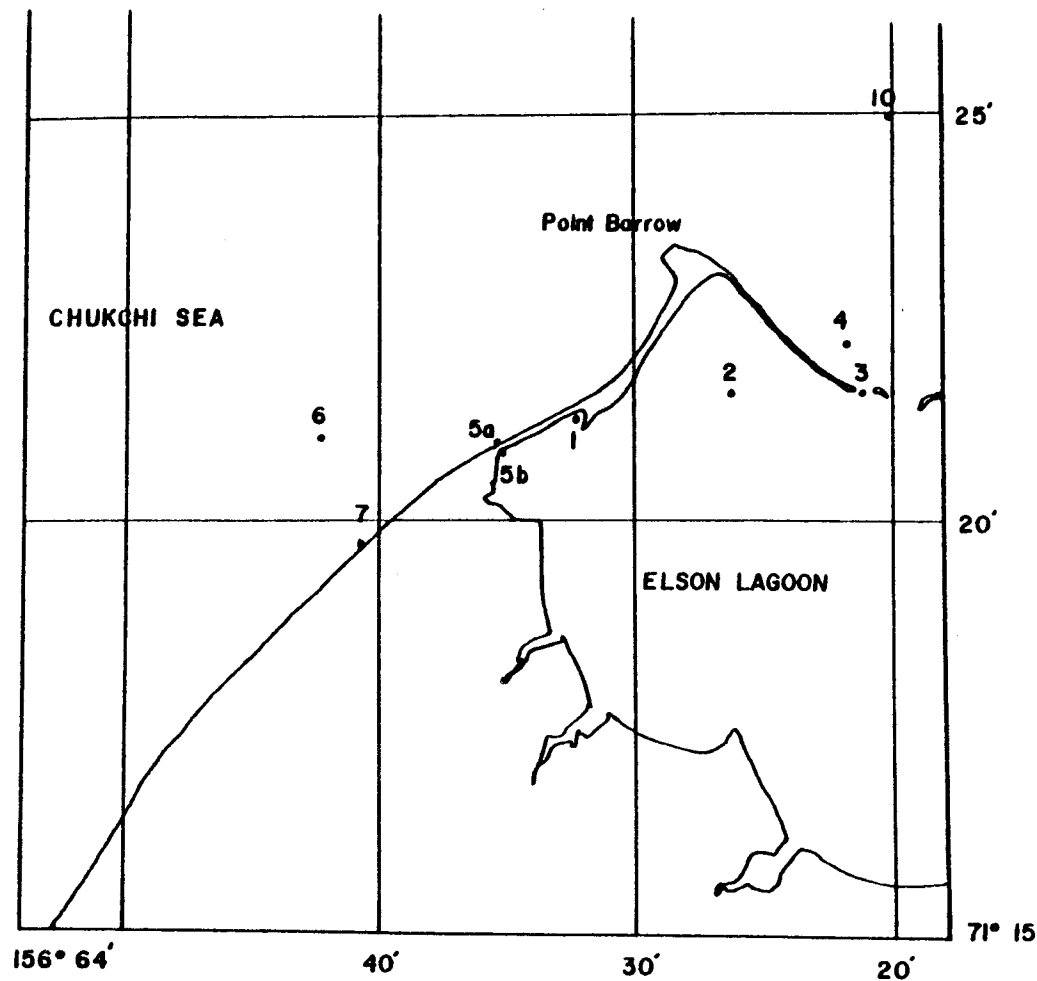 10
25′
Point Barrow
CHUKCHI SEA
4
2
3
6
5a
1
5b
7
20′
ELSON LAGOON
71° 15
156° 64′
40′
30′
20′